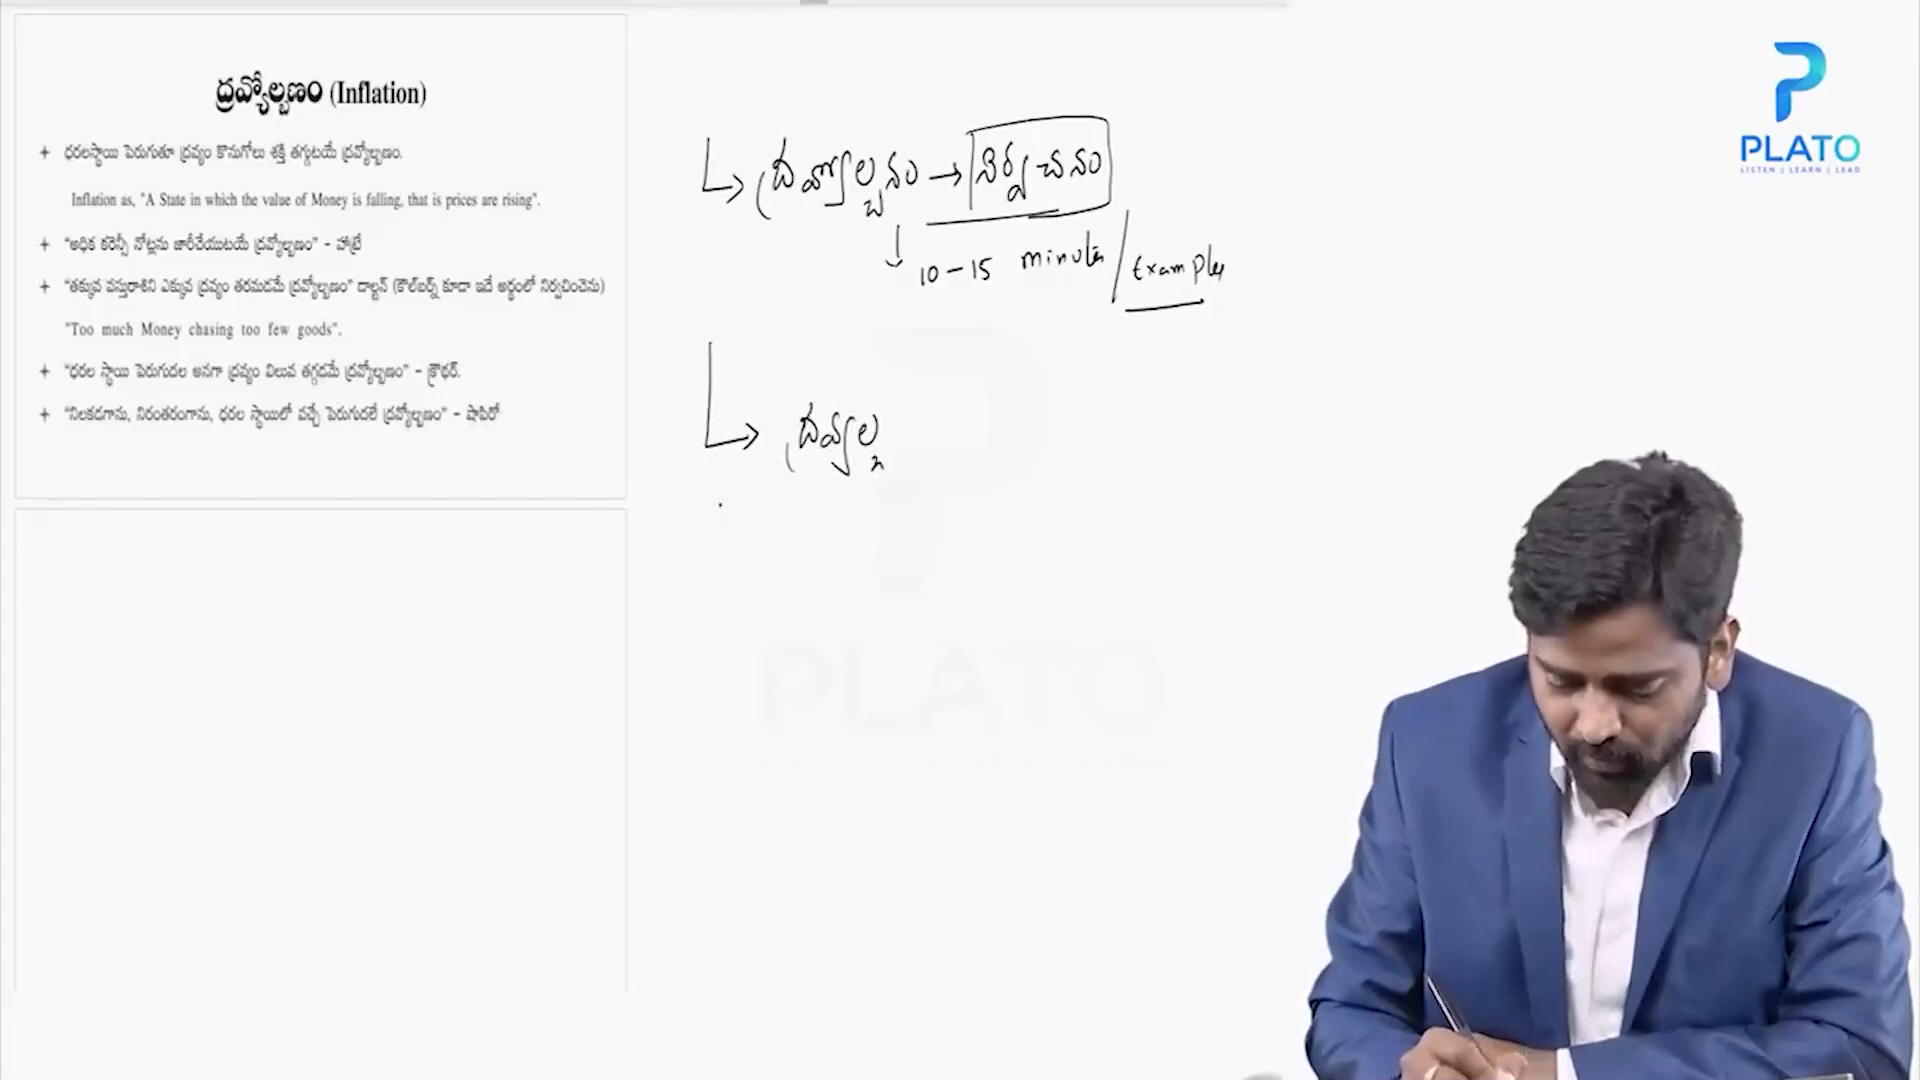 ద్రవ్యోల్బణం (Inflation)
+ ధరలస్థాయి పెరుగుతూ ద్రవ్యం కొనుగోలు శక్తి తగ్గుటయే ద్రవ్యోల్బణం.
Inflation as, "A State in which the value of Money is falling, that is prices are rising".
+ "అధిక కరెన్సీ నోట్లను జారీచేయుటయే ద్రవ్యోల్బణం" - హాట్రే
+ "తక్కువ వస్తురాశిని ఎక్కువ ద్రవ్యం తరమడమే ద్రవ్యోల్బణం" దాల్టన్ (కౌల్‌బర్న్ కూడా ఇదే అర్థంలో నిర్వచించెను)
"Too much Money chasing too few goods".
+ "ధరల స్థాయి పెరుగుదల అనగా ద్రవ్యం విలువ తగ్గడమే ద్రవ్యోల్బణం" - క్రౌథర్.
+ "నిలకడగాను, నిరంతరంగాను, ధరల స్థాయిలో వచ్చే పెరుగుదలే ద్రవ్యోల్బణం" - షాపిరో
ద్రవ్యోల్బనం → నిర్వచనం
10-15 minutes / Examples
ద్రవ్యల్బ
PLATO
LISTEN | LEARN | LEAD
PLATO